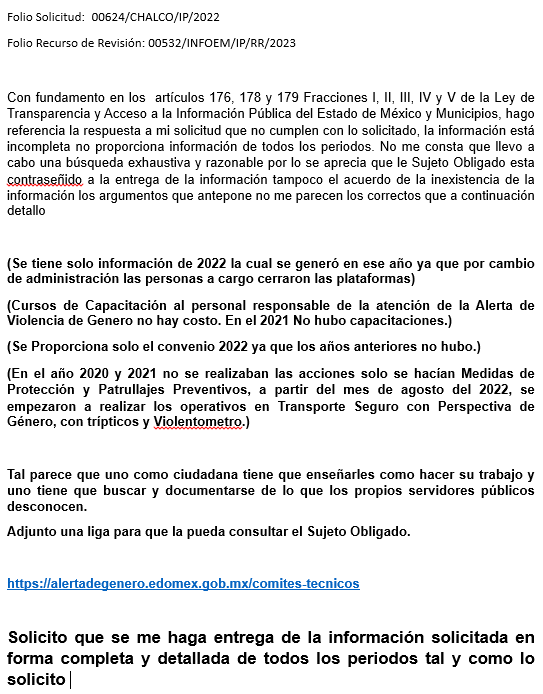 Folio Solicitud:  00624/CHALCO/IP/2022
Folio Recurso de Revisión: 00532/INFOEM/IP/RR/2023
Con fundamento en los  artículos 176, 178 y 179 Fracciones I, II, III, IV y V de la Ley de
Transparencia y Acceso a la Información Pública del Estado de México y Municipios, hago
referencia la respuesta a mi solicitud que no cumplen con lo solicitado, la información está
incompleta no proporciona información de todos los periodos. No me consta que llevo a
cabo una búsqueda exhaustiva y razonable por lo se aprecia que le Sujeto Obligado esta
contraseñido a la entrega de la información tampoco el acuerdo de la inexistencia de la
información los argumentos que antepone no me parecen los correctos que a continuación
detallo
(Se tiene solo información de 2022 la cual se generó en ese año ya que por cambio
de administración las personas a cargo cerraron las plataformas)
(Cursos de Capacitación al personal responsable de la atención de la Alerta de
Violencia de Genero no hay costo. En el 2021 No hubo capacitaciones.)
(Se Proporciona solo el convenio 2022 ya que los años anteriores no hubo.)
(En el año 2020 y 2021 no se realizaban las acciones solo se hacían Medidas de
Protección y Patrullajes Preventivos, a partir del mes de agosto del 2022, se
empezaron a realizar los operativos en Transporte Seguro con Perspectiva de
Género, con trípticos y Violentometro.)
Tal parece que uno como ciudadana tiene que enseñarles como hacer su trabajo y
uno tiene que buscar y documentarse de lo que los propios servidores públicos
desconocen.
Adjunto una liga para que la pueda consultar el Sujeto Obligado.
https://alertadegenero.edomex.gob.mx/comites-tecnicos
Solicito que se me haga entrega de la información solicitada en
forma completa y detallada de todos los periodos tal y como lo
solicito